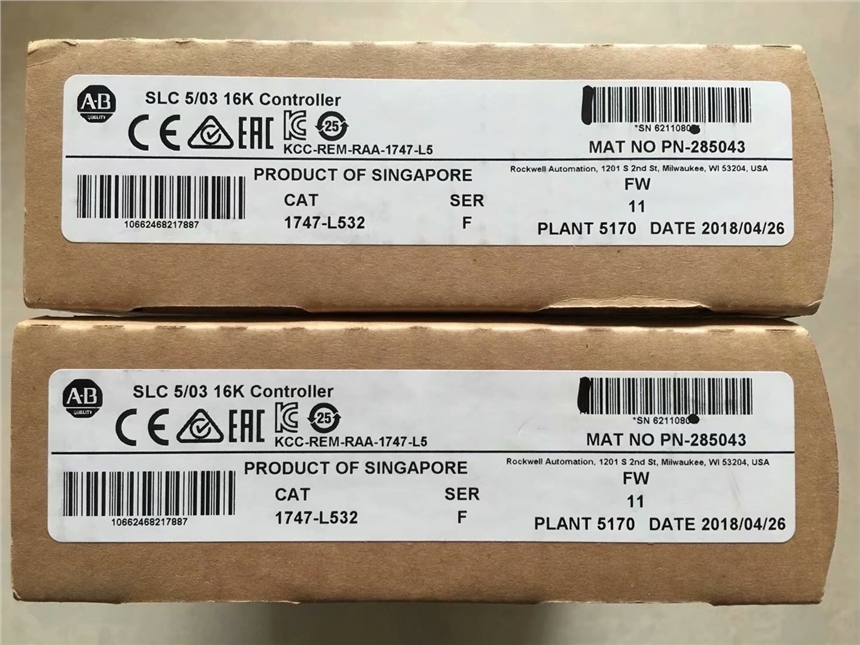 A-B
QUALITY
SLC 5/03 16K Controller
CE EAC 25
KCC-REM-RAA-1747-L5
*SN 6211080
MAT NO PN-285043
Rockwell Automation, 1201 S 2nd St, Milwaukee, WI 53204, USA
PRODUCT OF SINGAPORE
FW
CAT SER 11
1747-L532 F
10662468217887
PLANT 5170 DATE 2018/04/26
A-B
QUALITY
SLC 5/03 16K Controller
CE EAC 25
KCC-REM-RAA-1747-L5
*SN 6211080
MAT NO PN-285043
Rockwell Automation, 1201 S 2nd St, Milwaukee, WI 53204, USA
PRODUCT OF SINGAPORE
FW
CAT SER 11
1747-L532 F
10662468217887
PLANT 5170 DATE 2018/04/26